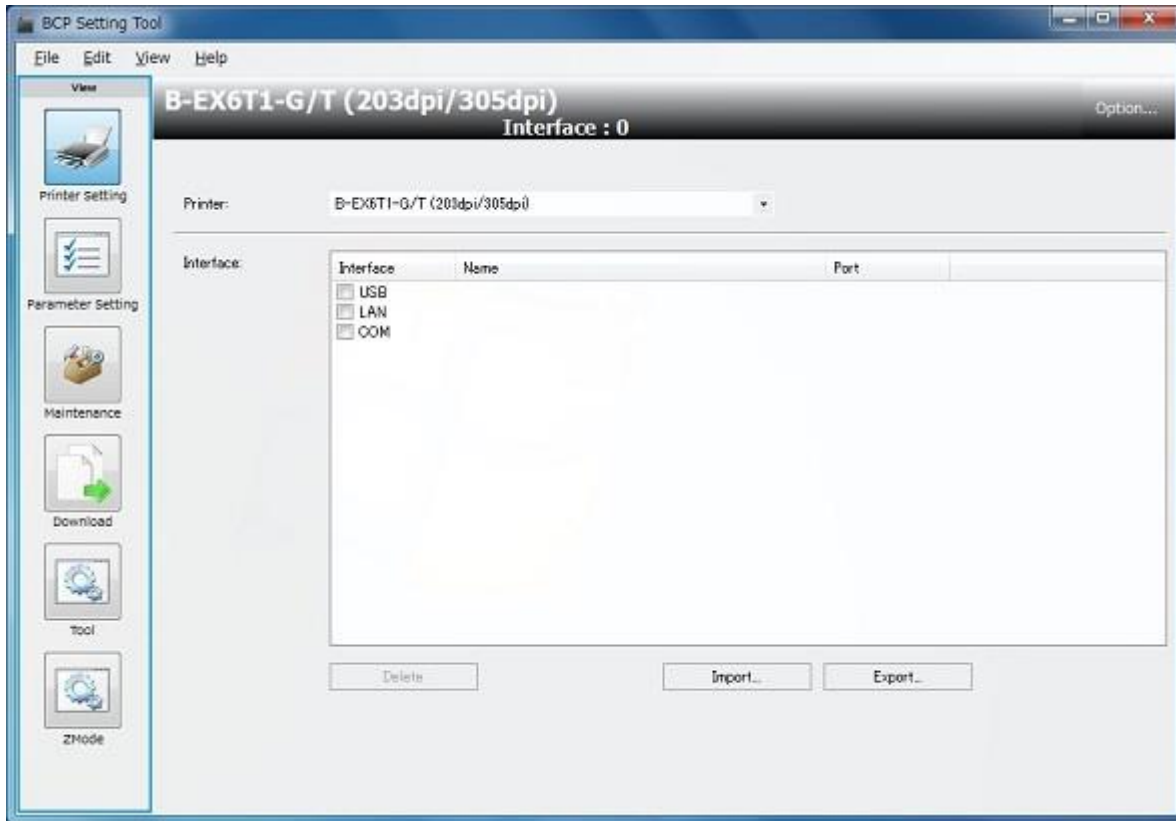 BCP Setting Tool
File Edit View Help
View
B-EX6T1-G/T (203dpi/305dpi)
Interface : 0
Option...
Printer Setting
Parameter Setting
Maintenance
Download
Tool
ZMode
Printer:
B-EX6T1-G/T (203dpi/305dpi)
Interface:
Interface Name Port
USB
LAN
COM
Delete Import... Export...